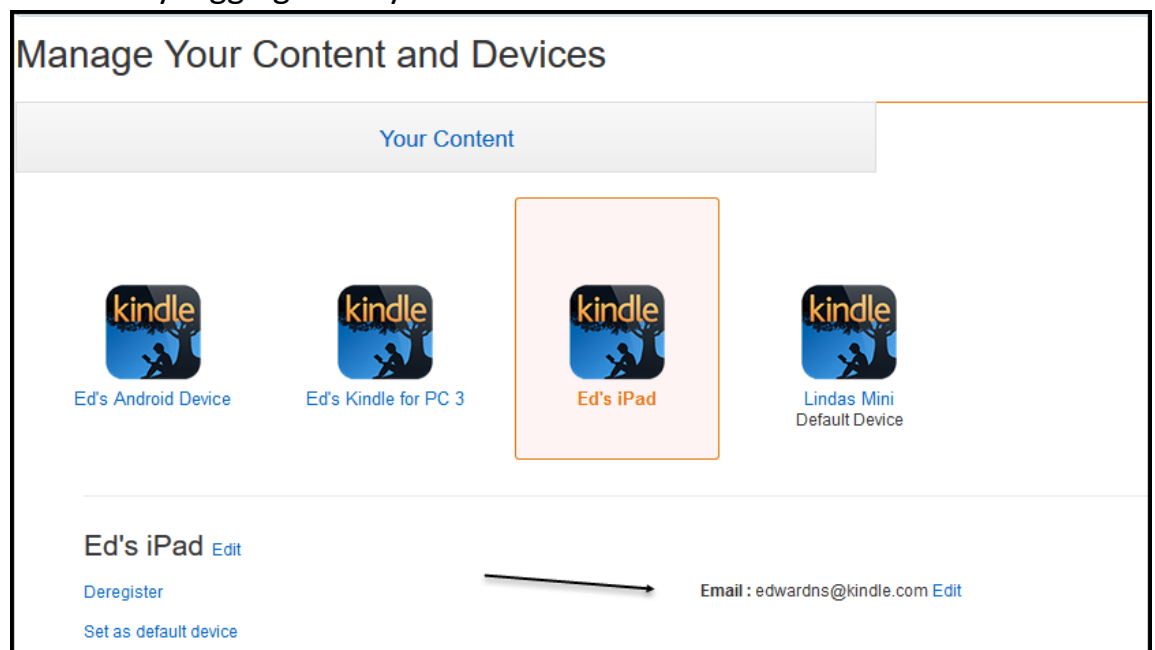 Manage Your Content and Devices
Your Content
kindle kindle kindle kindle
Ed's Android Device Ed's Kindle for PC 3 Ed's iPad Lindas Mini
Default Device
Ed's iPad Edit
Deregister Email : edwardns@kindle.com Edit
Set as default device